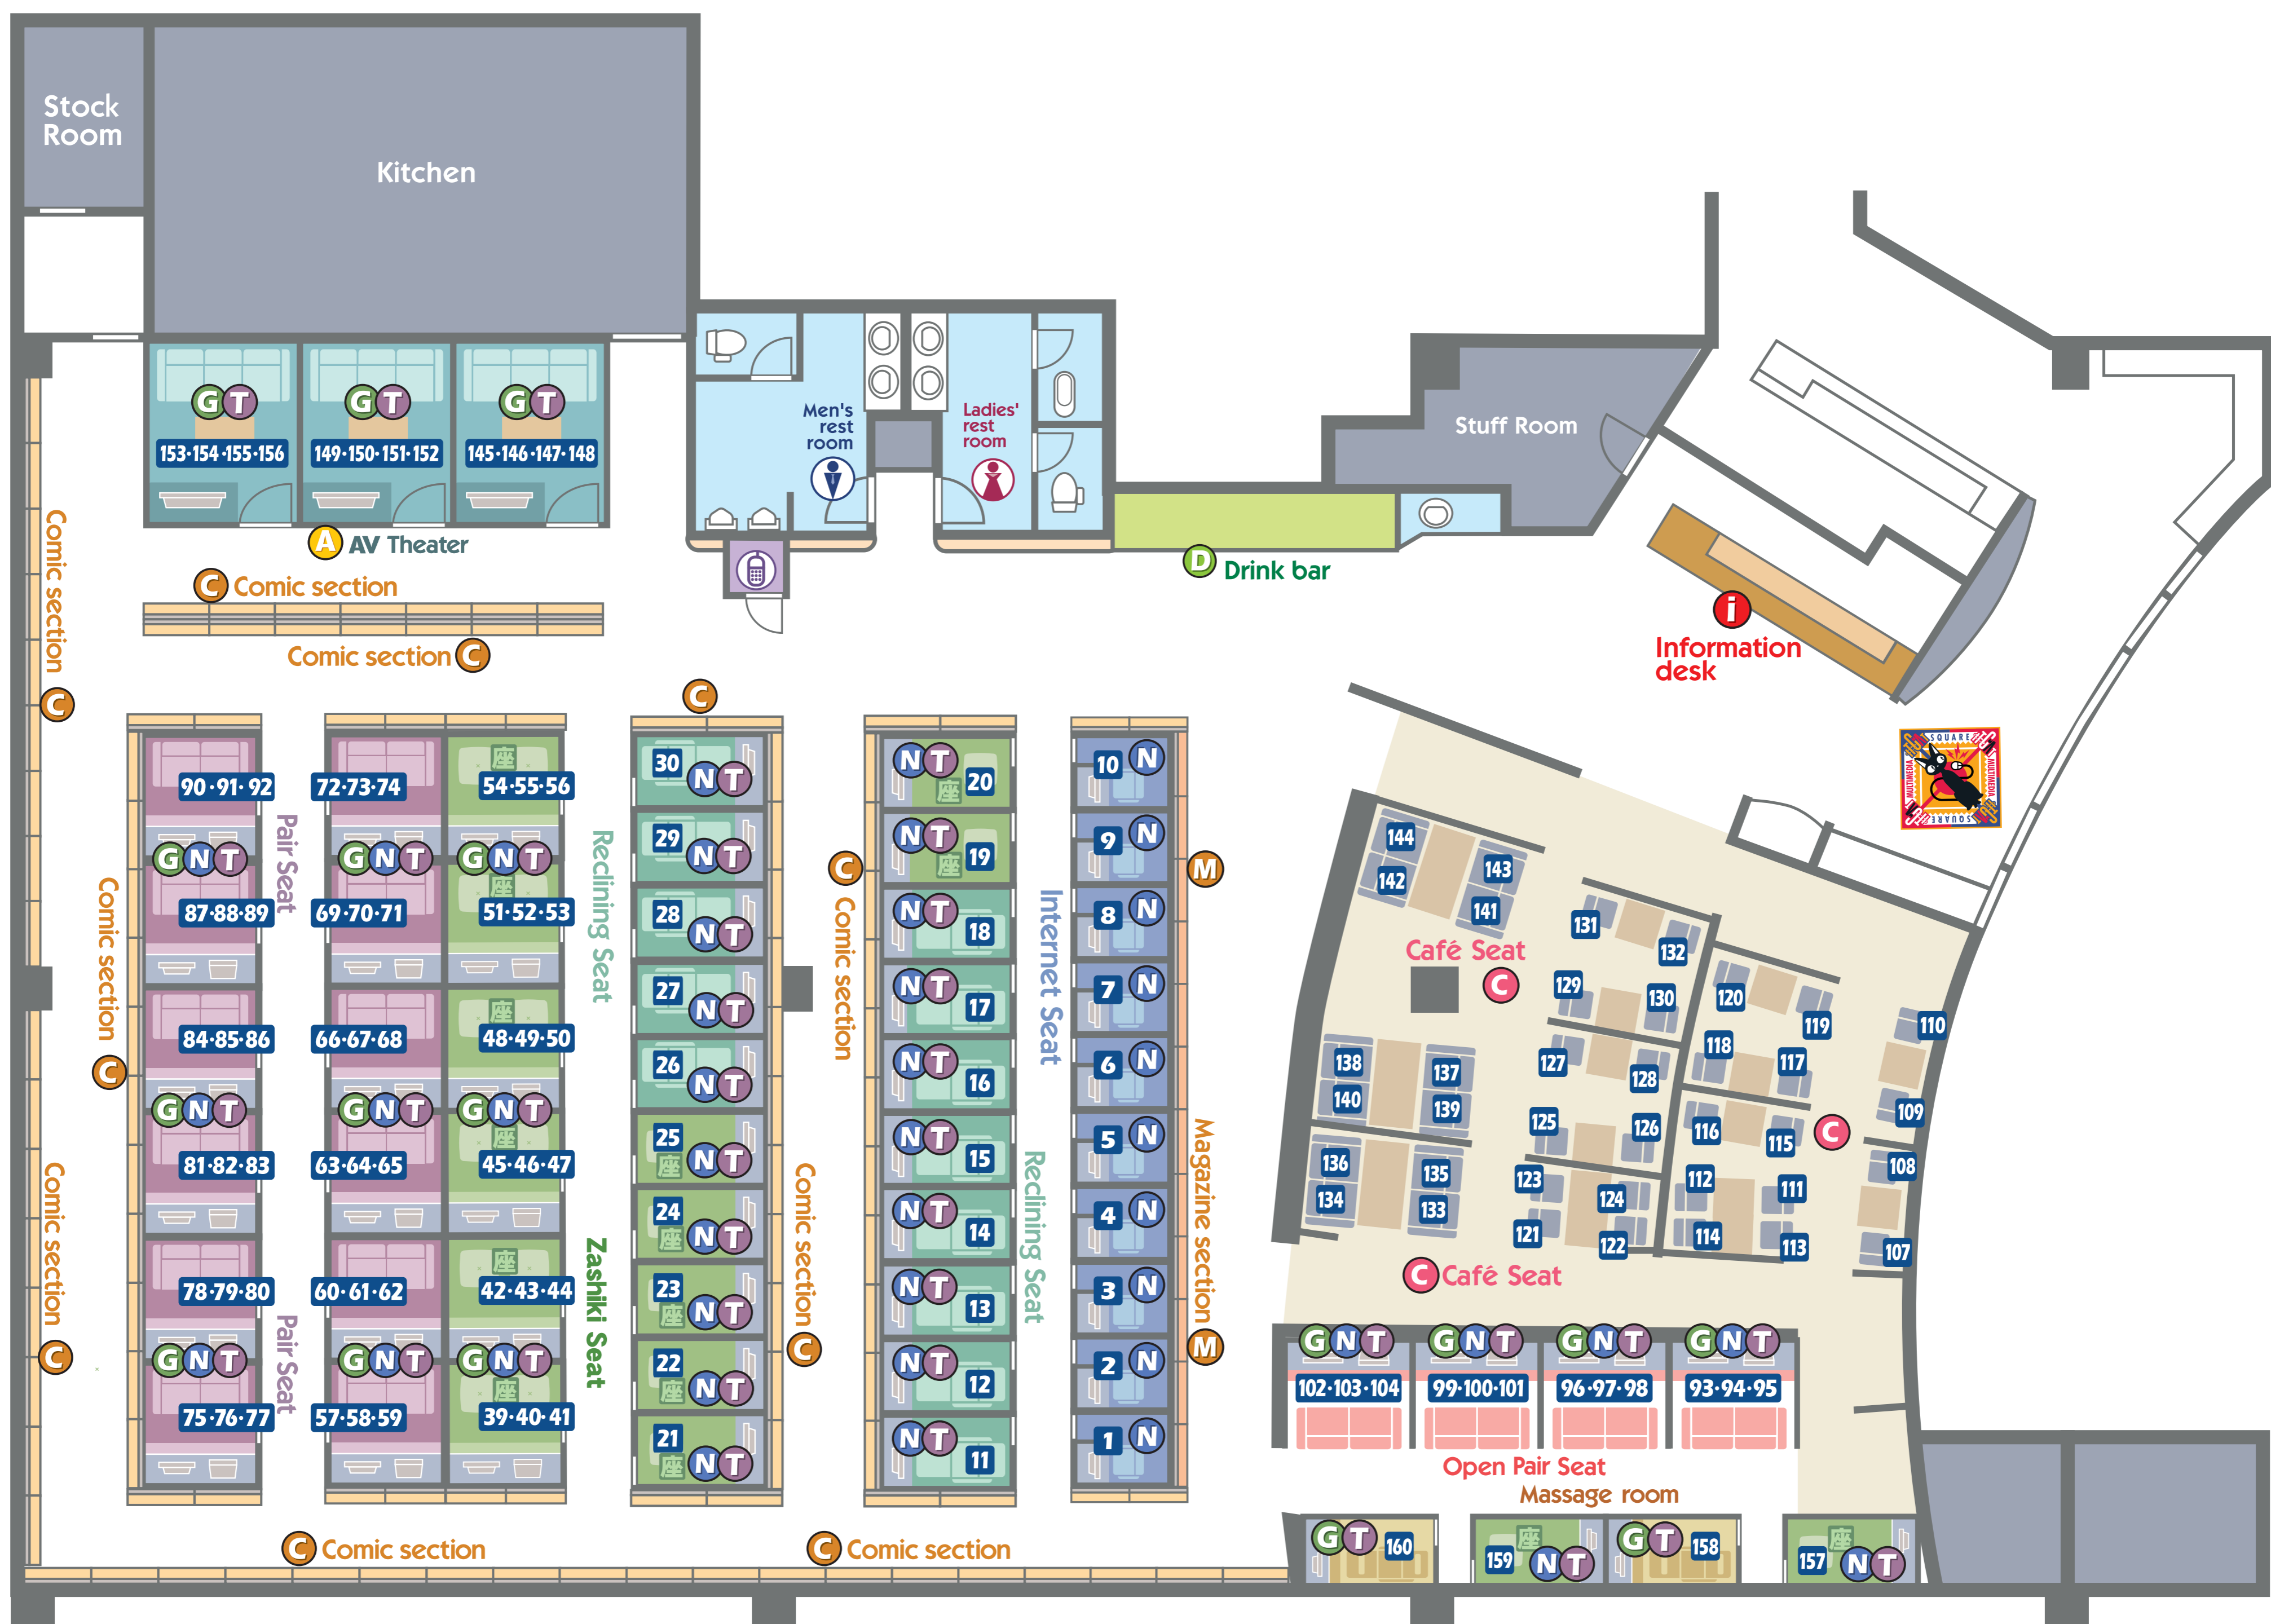 Stock
Room
Kitchen
G T
G T
G T
153·154·155·156
149·150·151·152
145·146·147·148
A AV Theater
Men's
rest
room
Ladies'
rest
room
Stuff Room
D Drink bar
i
Information
desk
C Comic section
Comic section C
Comic section
C
Comic section
C
Comic section
C
C
90·91·92
87·88·89
84·85·86
81·82·83
78·79·80
75·76·77
G N T
G N T
G N T
Pair Seat
Pair Seat
72·73·74
69·70·71
66·67·68
63·64·65
60·61·62
57·58·59
G N T
G N T
G N T
座
54·55·56
G N T
座
51·52·53
座
48·49·50
G N T
座
45·46·47
座
42·43·44
G N T
座
39·40·41
Reclining Seat
Zashiki Seat
30 N T
29 N T
28 N T
27 N T
26 N T
25 座 N T
24 座 N T
23 座 N T
22 座 N T
21 座 N T
C
Comic section
Comic section
C
N T 座 20
N T 座 19
N T 18
N T 17
N T 16
N T 15
N T 14
N T 13
N T 12
N T 11
Internet Seat
Reclining Seat
10 N
9 N
8 N
7 N
6 N
5 N
4 N
3 N
2 N
1 N
M
Magazine section
M
C Comic section
C Comic section
144
142
143
141
Café Seat
C
131
132
129
130
127
128
125
126
123
124
121
122
138
137
140
139
136
135
134
133
120
119
118
117
116
115
112
111
114
113
C
110
109
108
107
C Café Seat
G N T
G N T
G N T
G N T
102·103·104
99·100·101
96·97·98
93·94·95
Open Pair Seat
Massage room
G T 160
159 座 N T
G T 158
157 座 N T
SQUARE
MULTIMEDIA
MULTIMEDIA
SQUARE